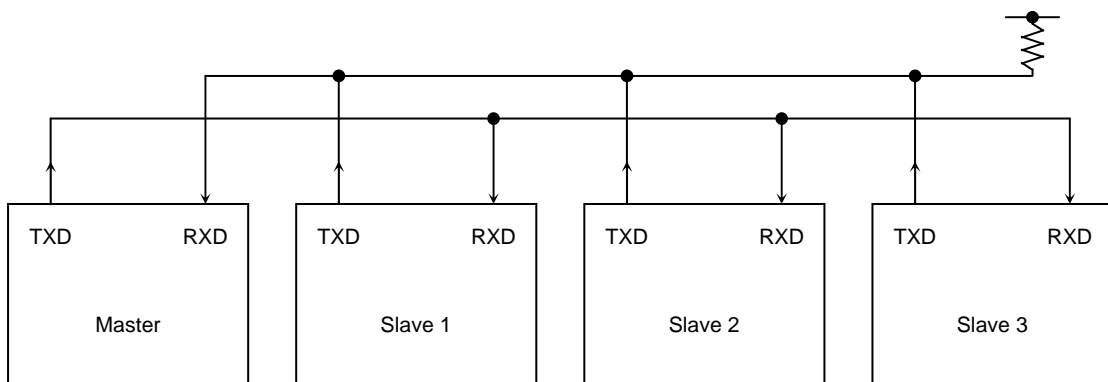 TXD RXD TXD RXD TXD RXD TXD RXD
Master Slave 1 Slave 2 Slave 3